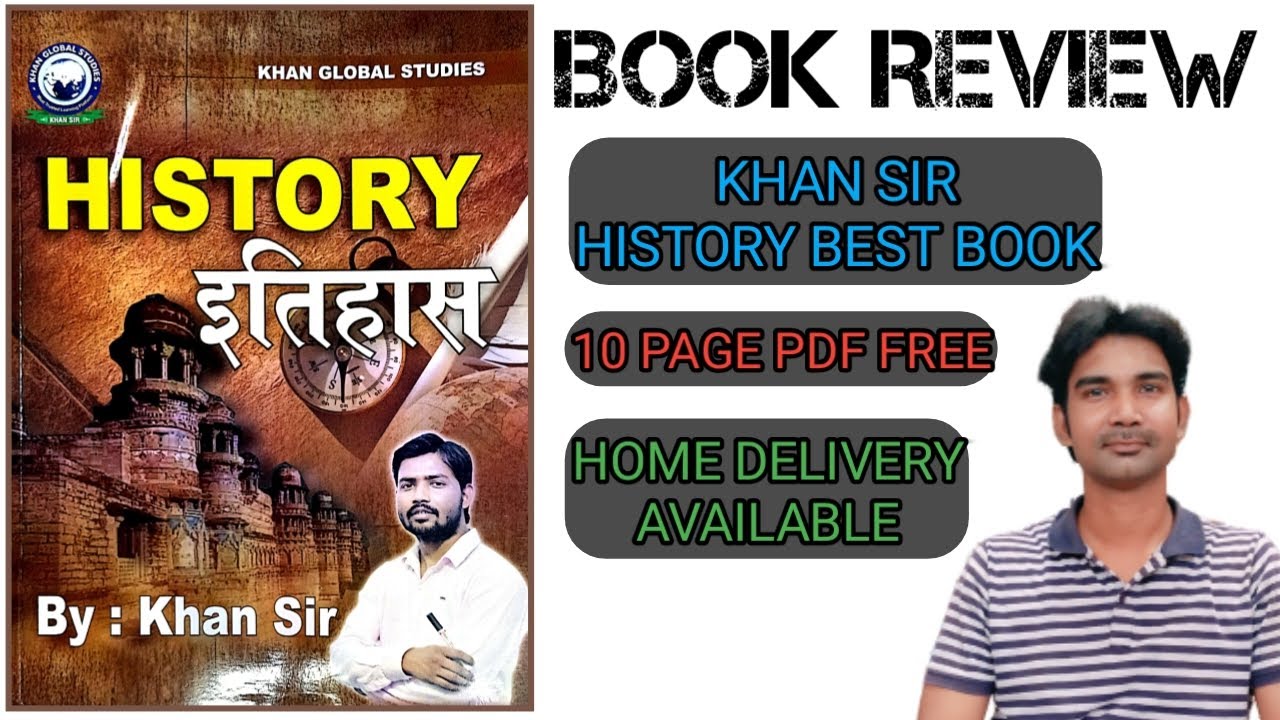 KHAN GLOBAL STUDIES
KHAN SIR
KHAN GLOBAL STUDIES
HISTORY
इतिहास
By : Khan Sir
BOOK REVIEW
KHAN SIR
HISTORY BEST BOOK
10 PAGE PDF FREE
HOME DELIVERY
AVAILABLE